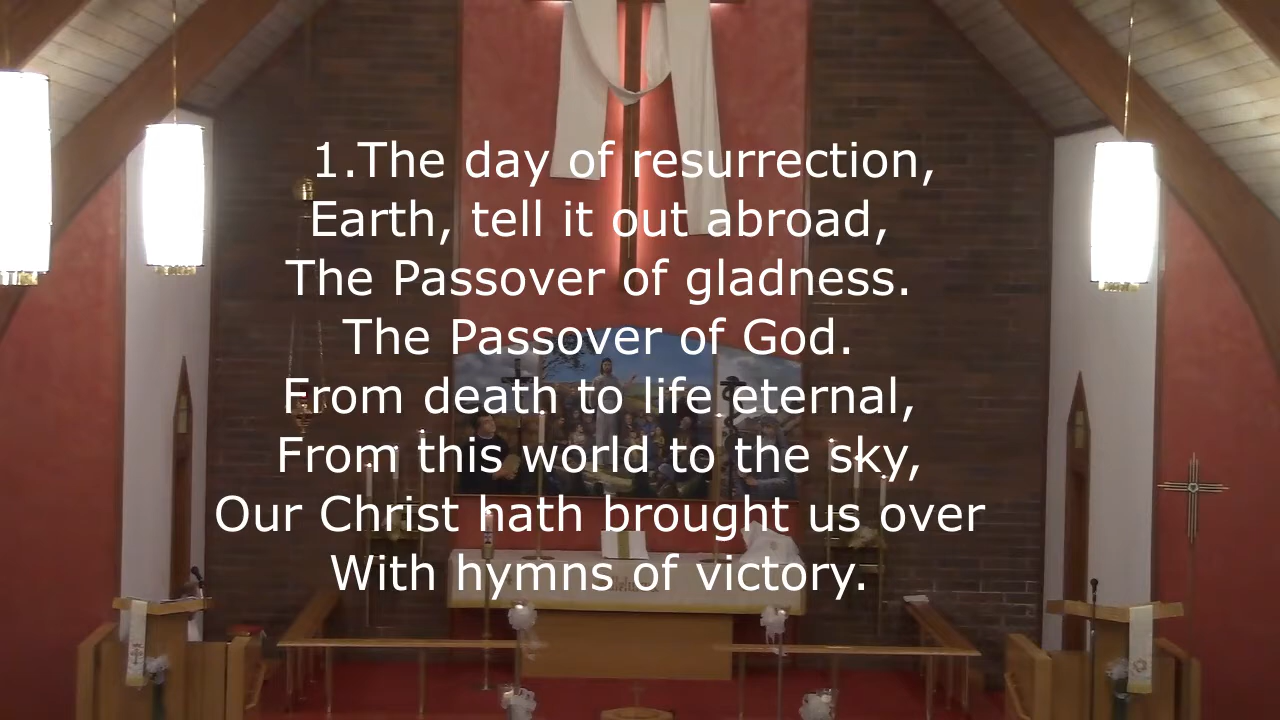 1.The day of resurrection,
Earth, tell it out abroad,
The Passover of gladness.
The Passover of God.
From death to life eternal,
From this world to the sky,
Our Christ hath brought us over
With hymns of victory.